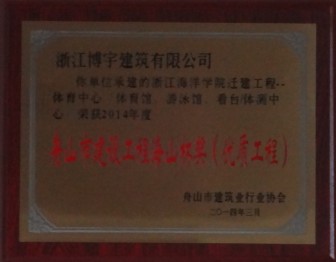 浙江博宇建筑有限公司
你单位承建的浙江海洋学院迁建工程--
体育中心 体育馆、游泳馆、看台/体测中
心 荣获2014年度
舟山市建筑工程海山杯奖(优质工程)
舟山市建筑业行业协会
二〇一四年三月